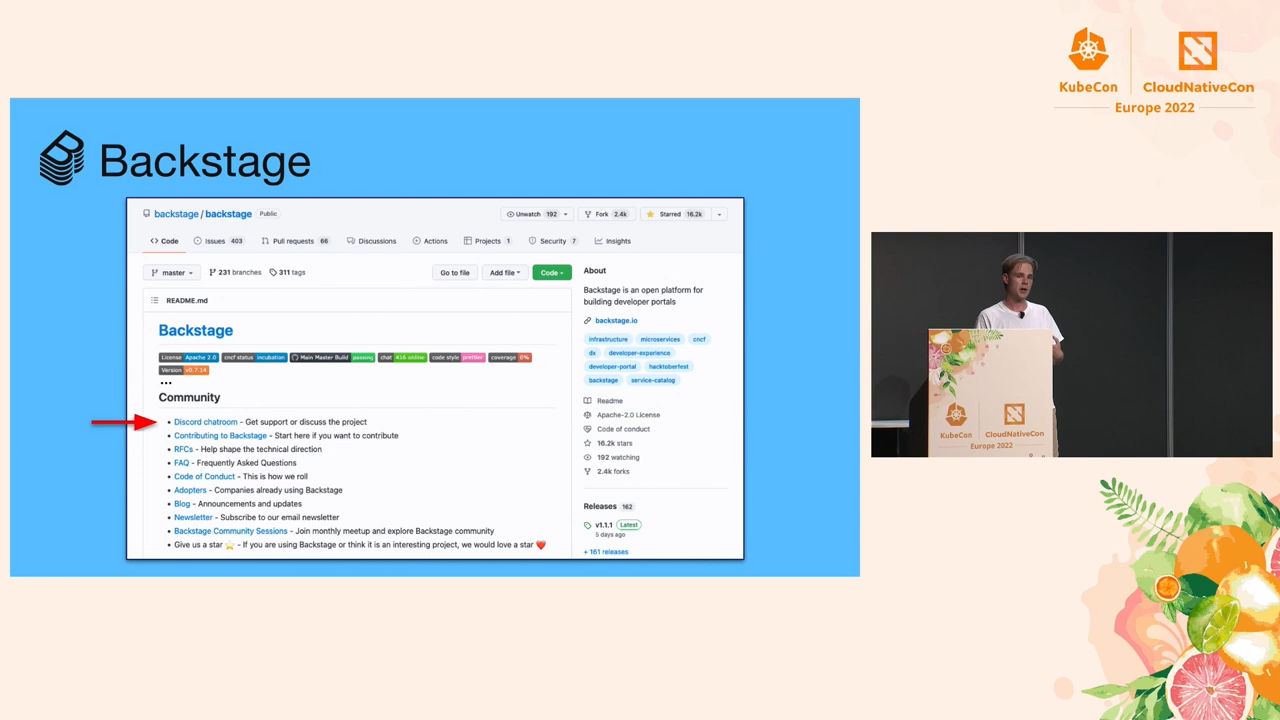 KubeCon
CloudNativeCon
Europe 2022
Backstage
backstage / backstage Public
Unwatch 192
Fork 2.4k
Starred 16.2k
Code
Issues 403
Pull requests 66
Discussions
Actions
Projects 1
Security 7
Insights
master
231 branches
311 tags
Go to file
Add file
Code
README.md
Backstage
License Apache 2.0
cncf status incubation
Main Master Build passing
chat 416 online
code style prettier
coverage 0%
Version v0.7.14
•••
Community
• Discord chatroom - Get support or discuss the project
• Contributing to Backstage - Start here if you want to contribute
• RFCs - Help shape the technical direction
• FAQ - Frequently Asked Questions
• Code of Conduct - This is how we roll
• Adopters - Companies already using Backstage
• Blog - Announcements and updates
• Newsletter - Subscribe to our email newsletter
• Backstage Community Sessions - Join monthly meetup and explore Backstage community
• Give us a star ⭐ - If you are using Backstage or think it is an interesting project, we would love a star ❤️
About
Backstage is an open platform for
building developer portals
backstage.io
infrastructure microservices cncf
dx developer-experience
developer-portal hacktoberfest
backstage service-catalog
Readme
Apache-2.0 License
Code of conduct
16.2k stars
192 watching
2.4k forks
Releases 162
v1.1.1 Latest
5 days ago
+ 161 releases
KubeCon
CloudNativeCon
Europe 2022